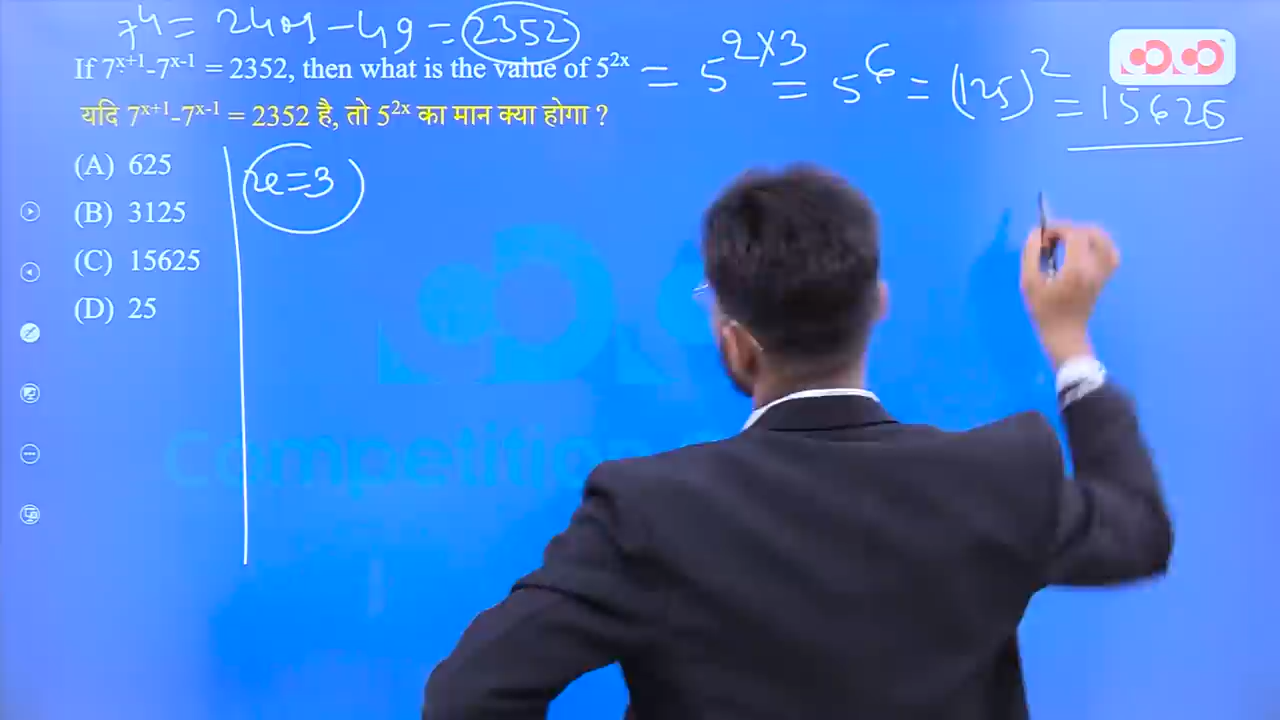 7⁴ = 2401 - 49 = 2352
If 7ˣ⁺¹-7ˣ⁻¹ = 2352, then what is the value of 5²ˣ = 5²ˣ³ = 5⁶ = (125)² = 15625
यदि 7ˣ⁺¹-7ˣ⁻¹ = 2352 है, तो 5²ˣ का मान क्या होगा ?
(A) 625
x=3
(B) 3125
(C) 15625
(D) 25
Competition